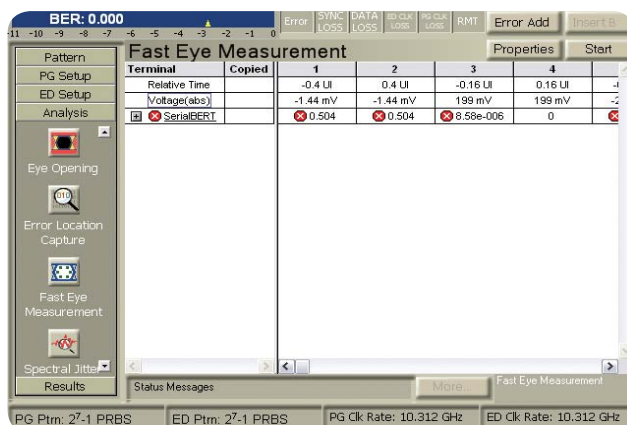 BER: 0.000
11 -10 -9 -8 -7 -6 -5 -4 -3 -2 -1 0
Error
SYNC LOSS
DATA LOSS
ED CLK LOSS
PG CLK LOSS
RMT
Error Add
Insert B
Pattern
PG Setup
ED Setup
Analysis
Eye Opening
Error Location
Capture
Fast Eye
Measurement
Spectral Jitte
Results
Fast Eye Measurement
Properties
Start
Terminal Copied 1 2 3 4
Relative Time -0.4 UI 0.4 UI -0.16 UI 0.16 UI
Voltage(abs) -1.44 mV -1.44 mV 199 mV 199 mV -2
SerialBERT 0.504 0.504 8.58e-006 0
Status Messages
More...
Fast Eye Measurement
PG Ptrn: 2⁷-1 PRBS
ED Ptrn: 2⁷-1 PRBS
PG Clk Rate: 10.312 GHz
ED Clk Rate: 10.312 GHz